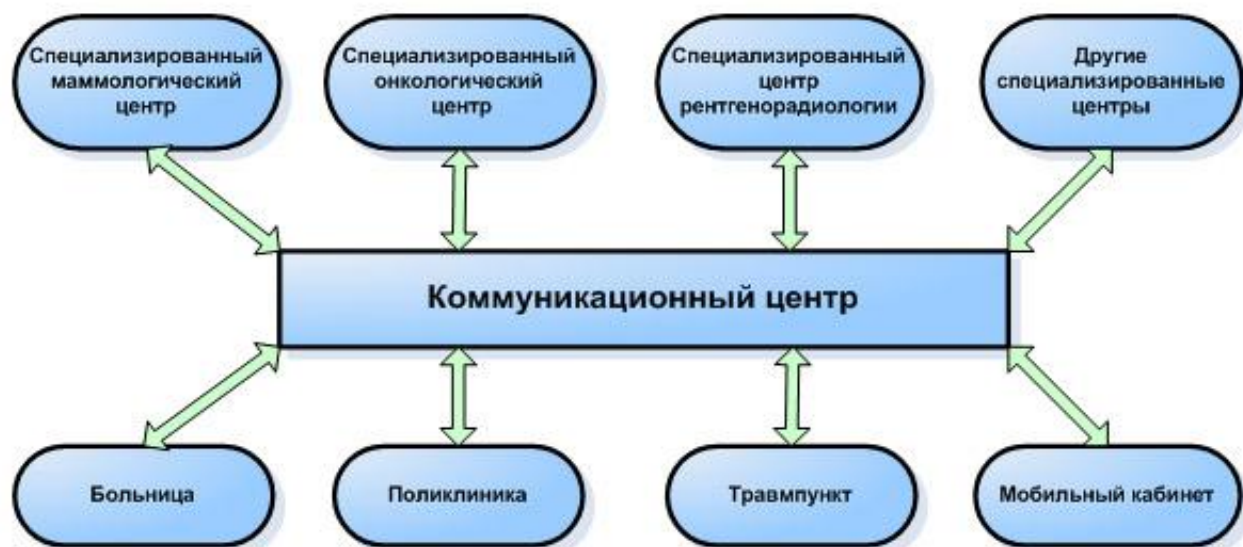 Специализированный
маммологический
центр
Специализированный
онкологический
центр
Специализированный
центр
рентгенорадиологии
Другие
специализированные
центры
Коммуникационный центр
Больница
Поликлиника
Травмпункт
Мобильный кабинет